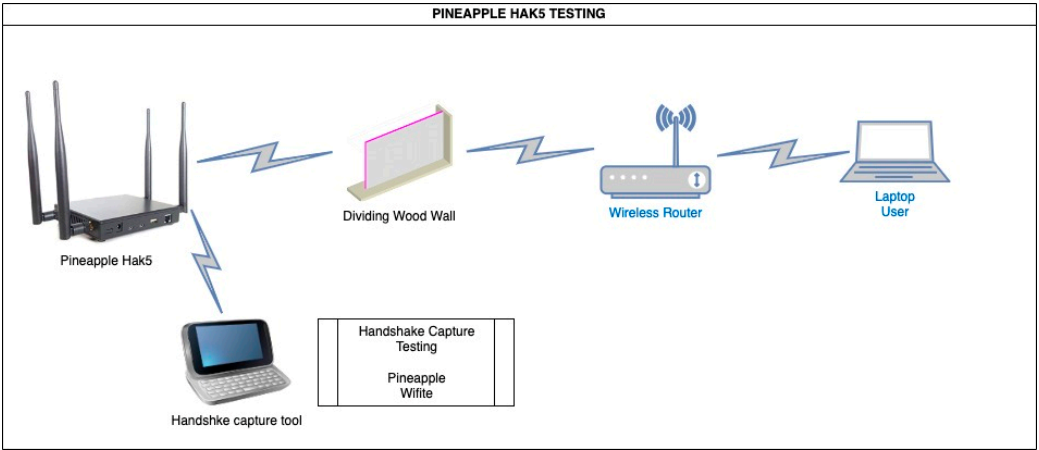 PINEAPPLE HAK5 TESTING
Dividing Wood Wall
Wireless Router
Laptop
User
Pineapple Hak5
Handshake Capture
Testing
Pineapple
Wifite
Handshke capture tool